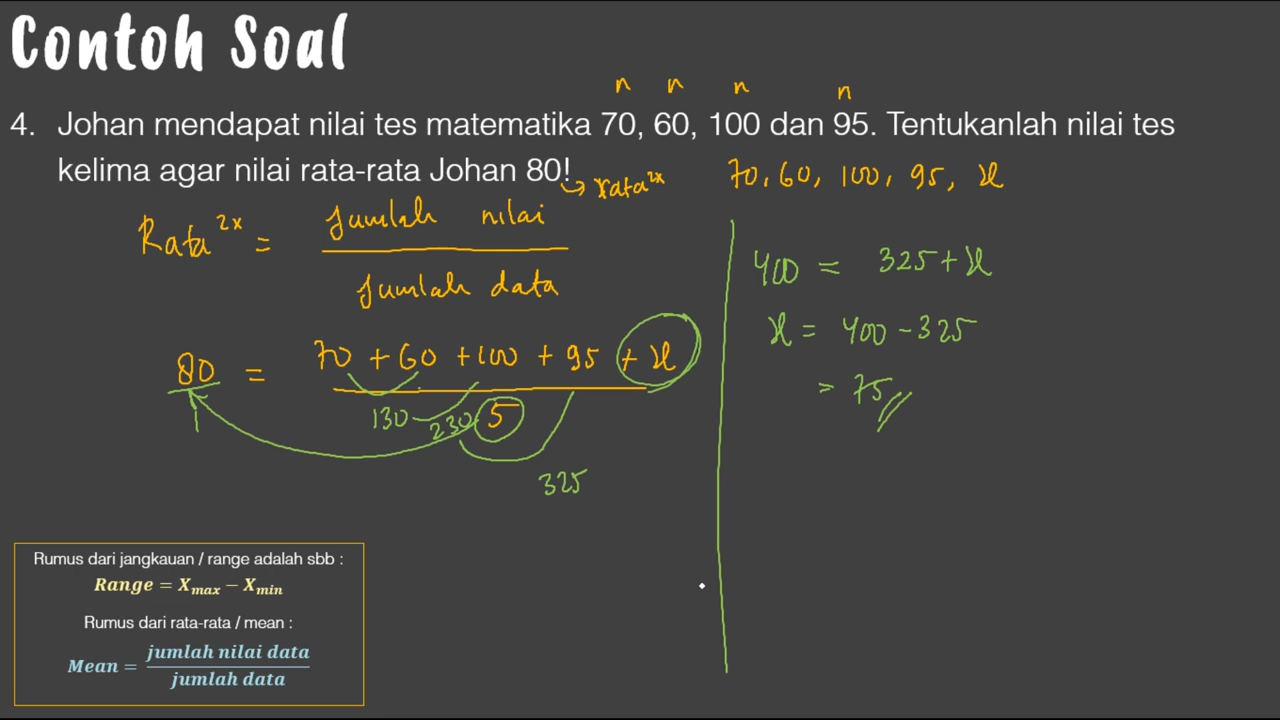 Contoh Soal
n n n n
4. Johan mendapat nilai tes matematika 70, 60, 100 dan 95. Tentukanlah nilai tes
kelima agar nilai rata-rata Johan 80!
rata²ˣ
70, 60, 100, 95, x
Rata²ˣ = jumlah nilai
jumlah data
80 = 70 + 60 + 100 + 95 + x
5
1
130
230
325
400 = 325 + x
x = 400 - 325
= 75
Rumus dari jangkauan / range adalah sbb :
Range = Xmax − Xmin
Rumus dari rata-rata / mean :
Mean = jumlah nilai data
jumlah data